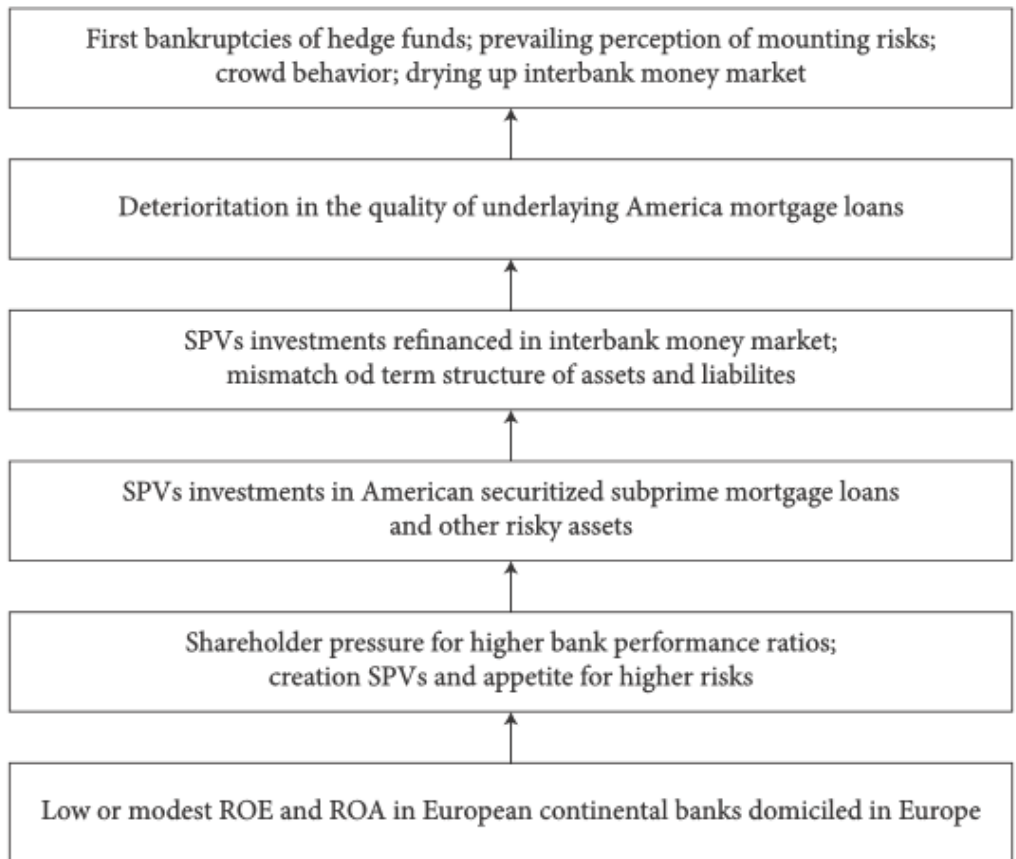 First bankruptcies of hedge funds; prevailing perception of mounting risks;
crowd behavior; drying up interbank money market
Deterioritation in the quality of underlaying America mortgage loans
SPVs investments refinanced in interbank money market;
mismatch od term structure of assets and liabilites
SPVs investments in American securitized subprime mortgage loans
and other risky assets
Shareholder pressure for higher bank performance ratios;
creation SPVs and appetite for higher risks
Low or modest ROE and ROA in European continental banks domiciled in Europe